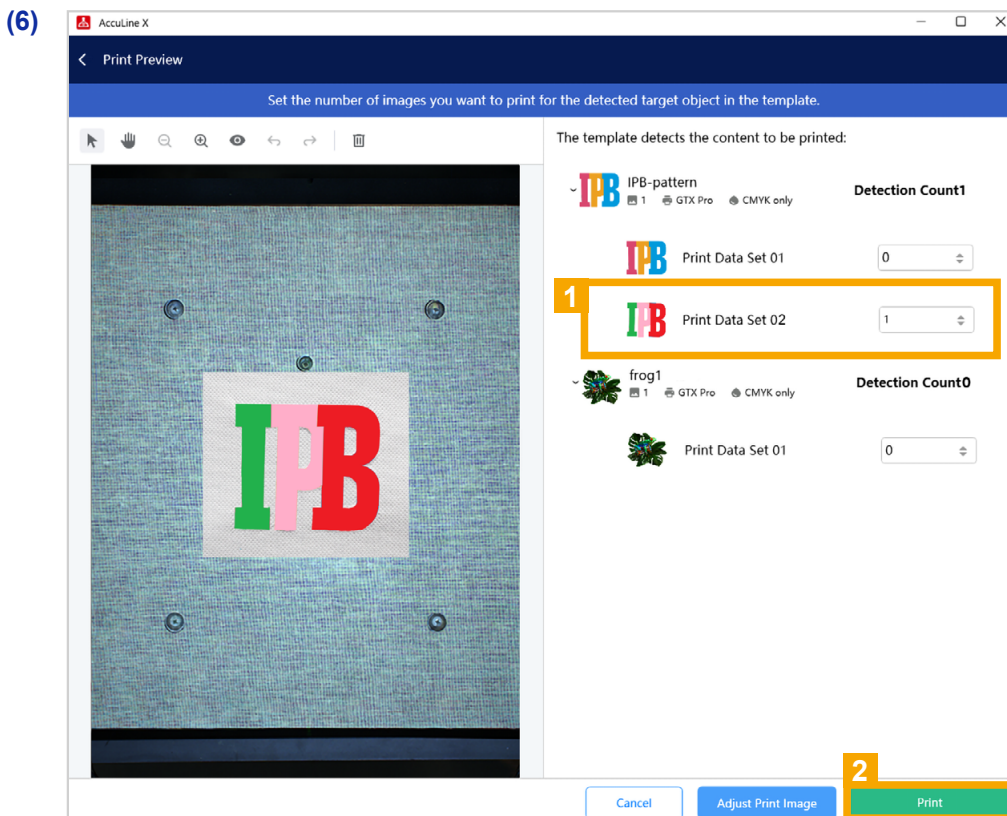 (6)
AccuLine X
Print Preview
Set the number of images you want to print for the detected target object in the template.
The template detects the content to be printed:
IPB
IPB-pattern
1 GTX Pro CMYK only
Detection Count1
IPB
Print Data Set 01
0
1
IPB
Print Data Set 02
1
frog1
1 GTX Pro CMYK only
Detection Count0
Print Data Set 01
0
IPB
2
Cancel
Adjust Print Image
Print